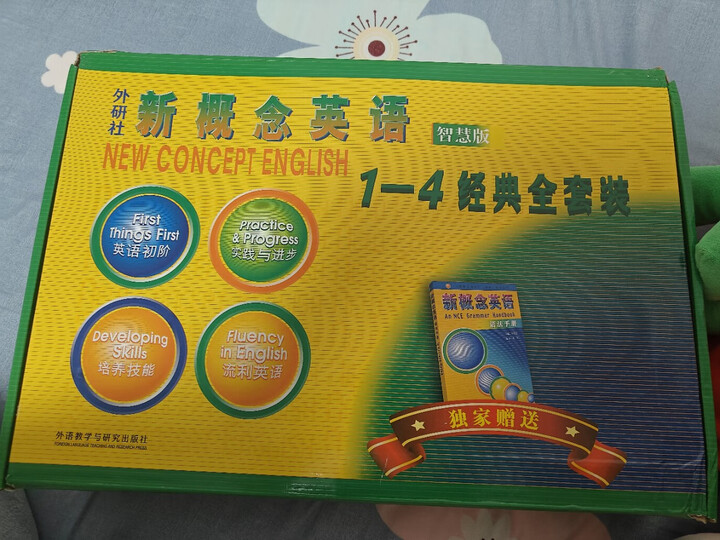 外研社
新概念英语
智慧版
NEW CONCEPT ENGLISH
1—4 经典全套装
First
Things First
英语初阶
Practice
& Progress
实践与进步
Developing
Skills
培养技能
Fluency
in English
流利英语
新概念英语
An NCE Grammar Handbook
语法手册
独家赠送
外语教学与研究出版社
FOREIGN LANGUAGE TEACHING AND RESEARCH PRESS